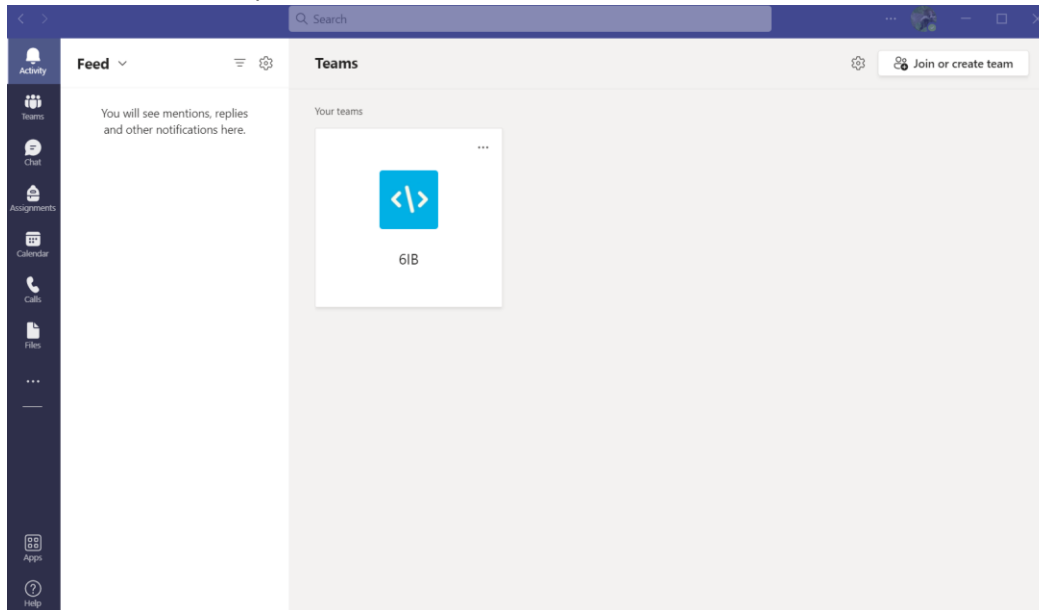 Search
Activity
Teams
Chat
Assignments
Calendar
Calls
Files
Apps
Help
Feed
You will see mentions, replies
and other notifications here.
Teams
Join or create team
Your teams
6IB